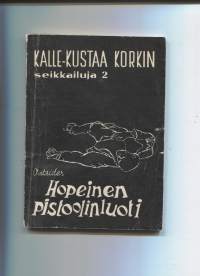 KALLE-KUSTAA KORKIN
seikkailuja 2
Outsider
Hopeinen
pistoolinluoti